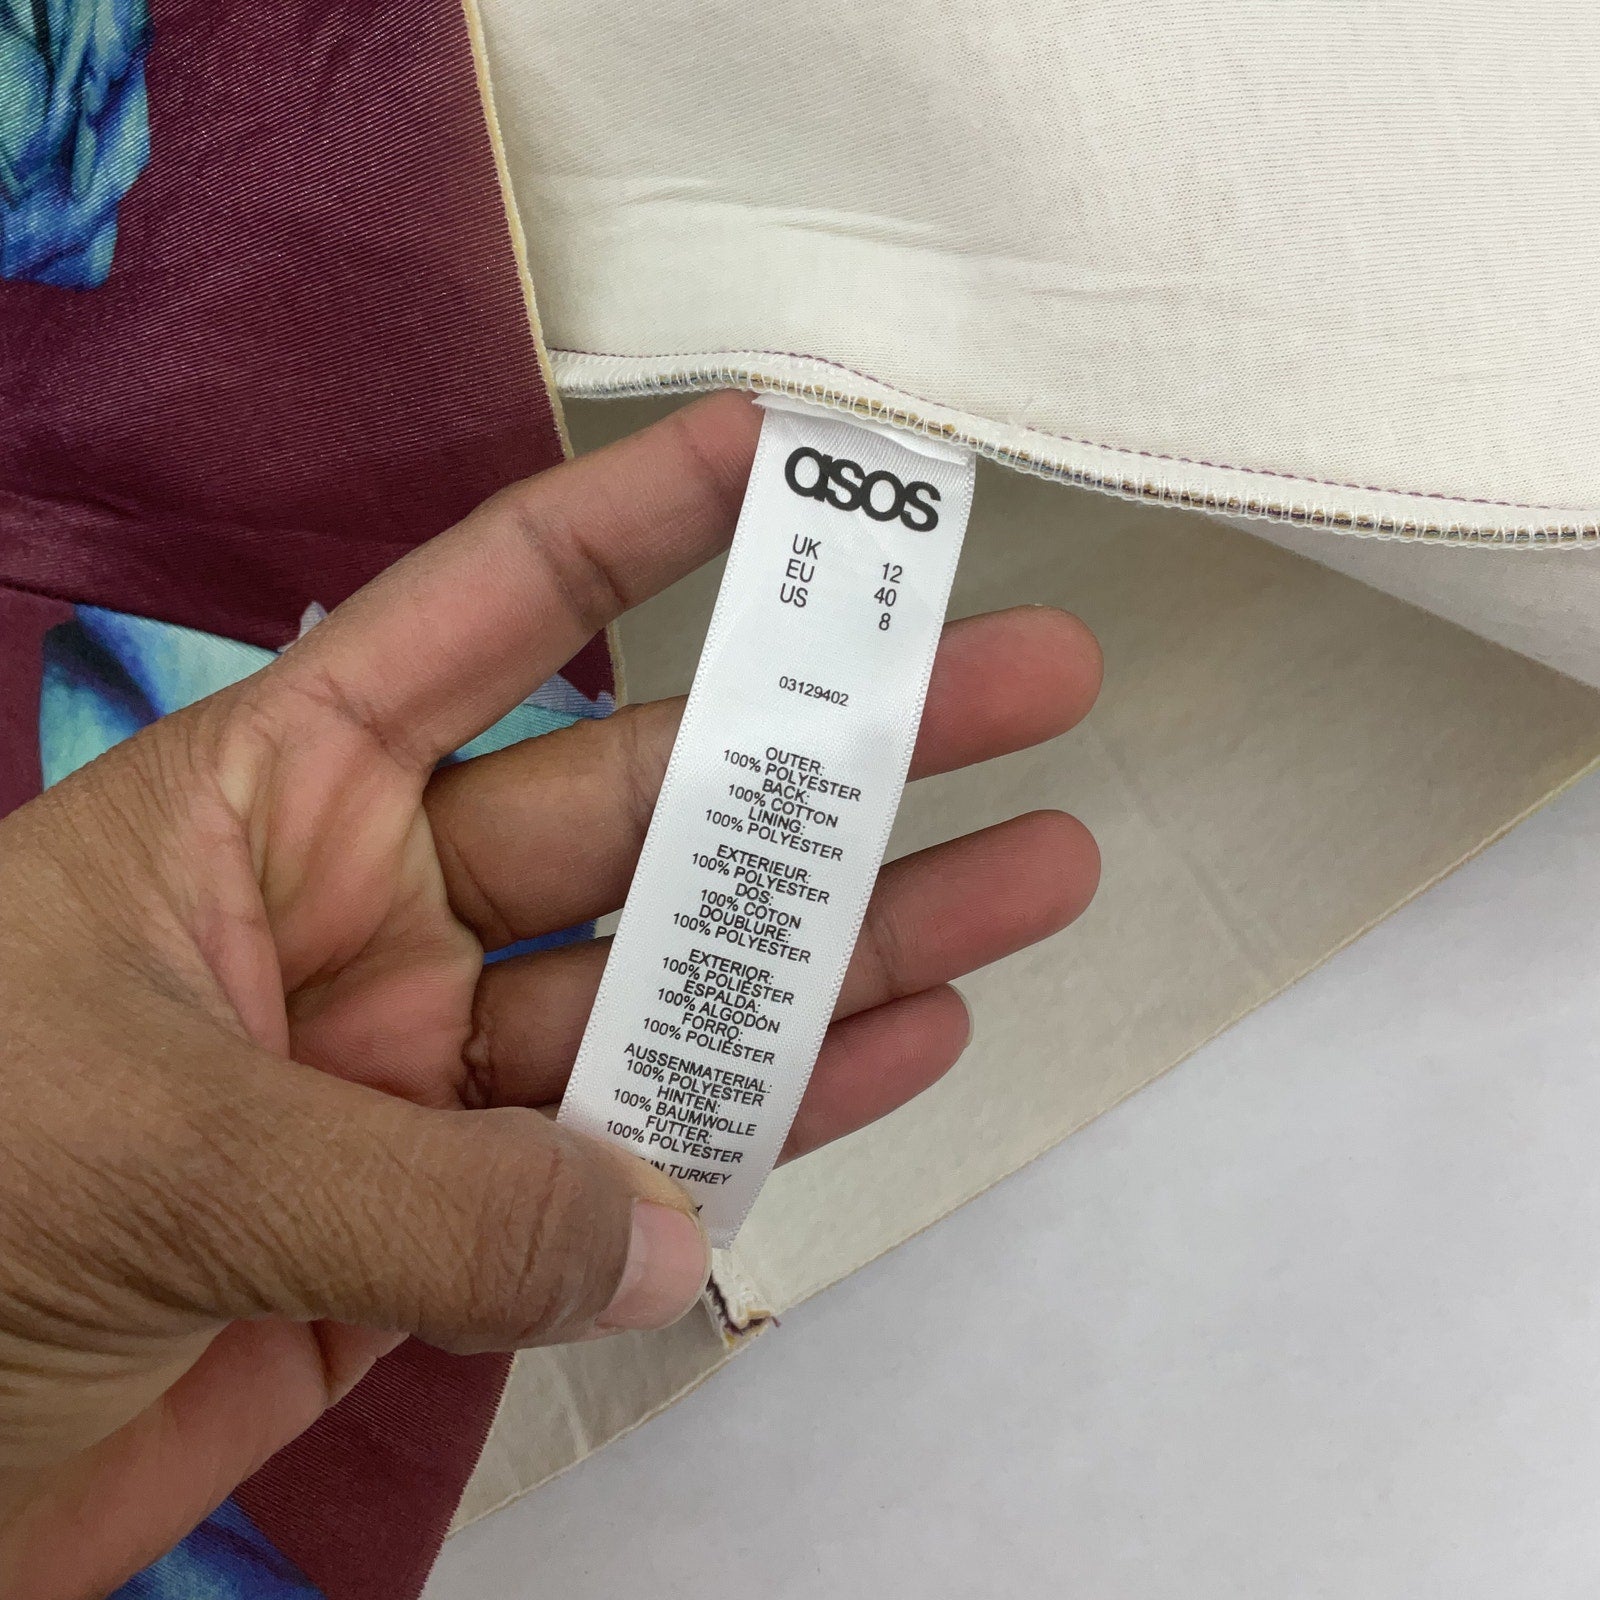 asos
UK 12
EU 40
US 8
03129402
OUTER:
100% POLYESTER
BACK:
100% COTTON
LINING:
100% POLYESTER
EXTERIEUR:
100% POLYESTER
DOS:
100% COTON
DOUBLURE:
100% POLYESTER
EXTERIOR:
100% POLIÉSTER
ESPALDA:
100% ALGODÓN
FORRO:
100% POLIÉSTER
AUSSENMATERIAL:
100% POLYESTER
HINTEN:
100% BAUMWOLLE
FUTTER:
100% POLYESTER
IN TURKEY